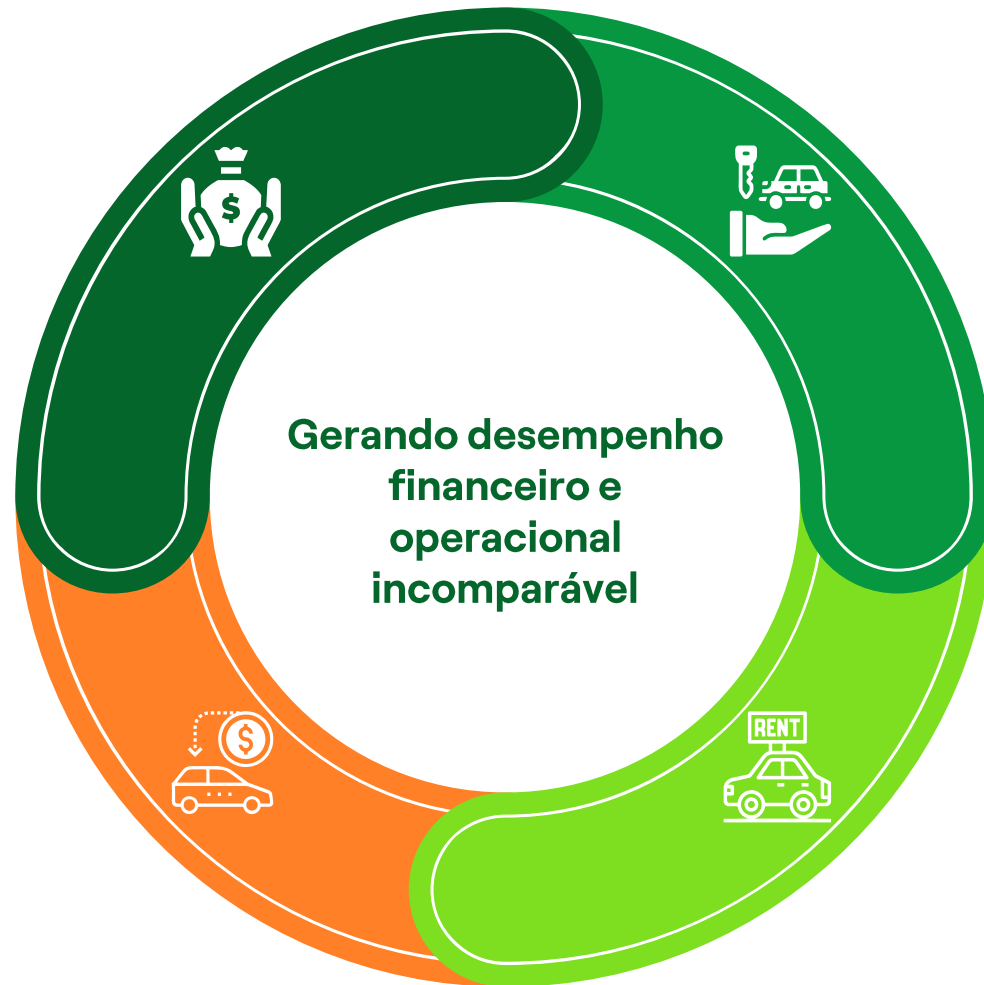 $
Gerando desempenho
financeiro e
operacional
incomparável
$
RENT